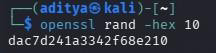 ┌──(aditya㉿kali)-[~]
└─$ openssl rand -hex 10
dac7d241a3342f68e210